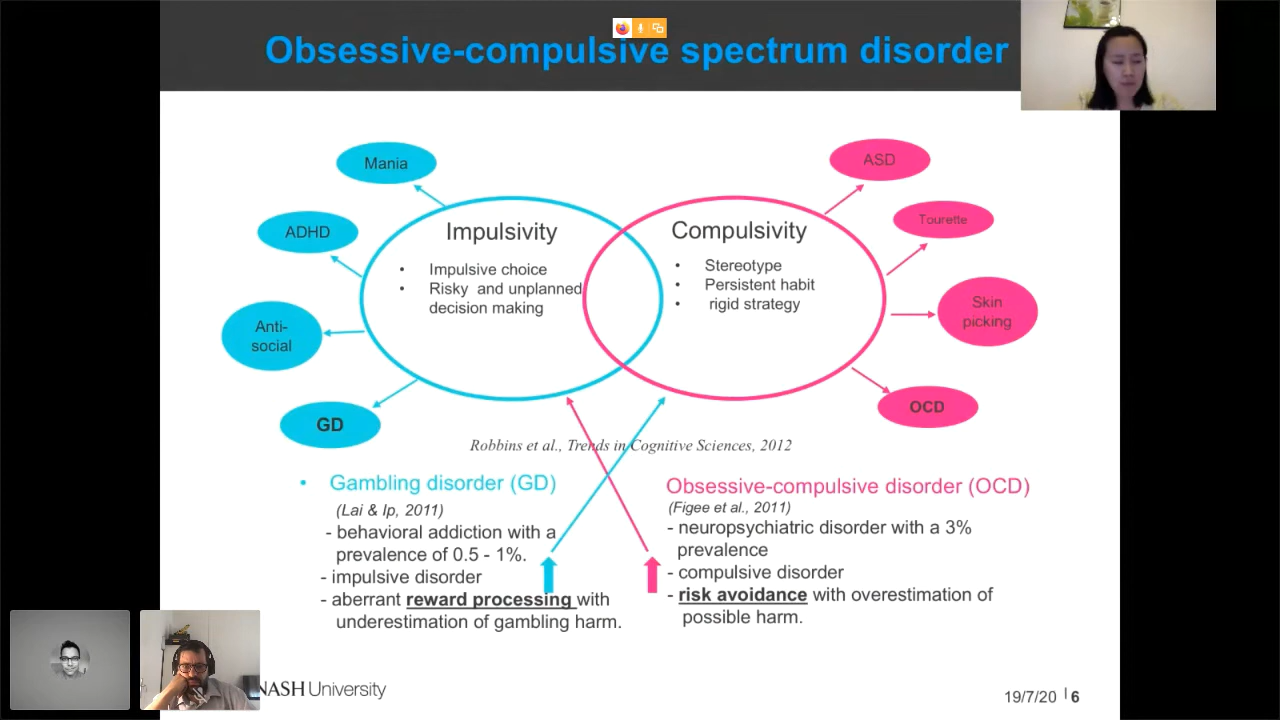 Obsessive-compulsive spectrum disorder
Mania
ADHD
Anti-
social
GD
Impulsivity
• Impulsive choice
• Risky and unplanned
decision making
Compulsivity
• Stereotype
• Persistent habit
• rigid strategy
ASD
Tourette
Skin
picking
OCD
Robbins et al., Trends in Cognitive Sciences, 2012
• Gambling disorder (GD)
(Lai & Ip, 2011)
- behavioral addiction with a
prevalence of 0.5 - 1%.
- impulsive disorder
- aberrant reward processing with
underestimation of gambling harm.
Obsessive-compulsive disorder (OCD)
(Figee et al., 2011)
- neuropsychiatric disorder with a 3%
prevalence
- compulsive disorder
- risk avoidance with overestimation of
possible harm.
NASH University
19/7/20 | 6